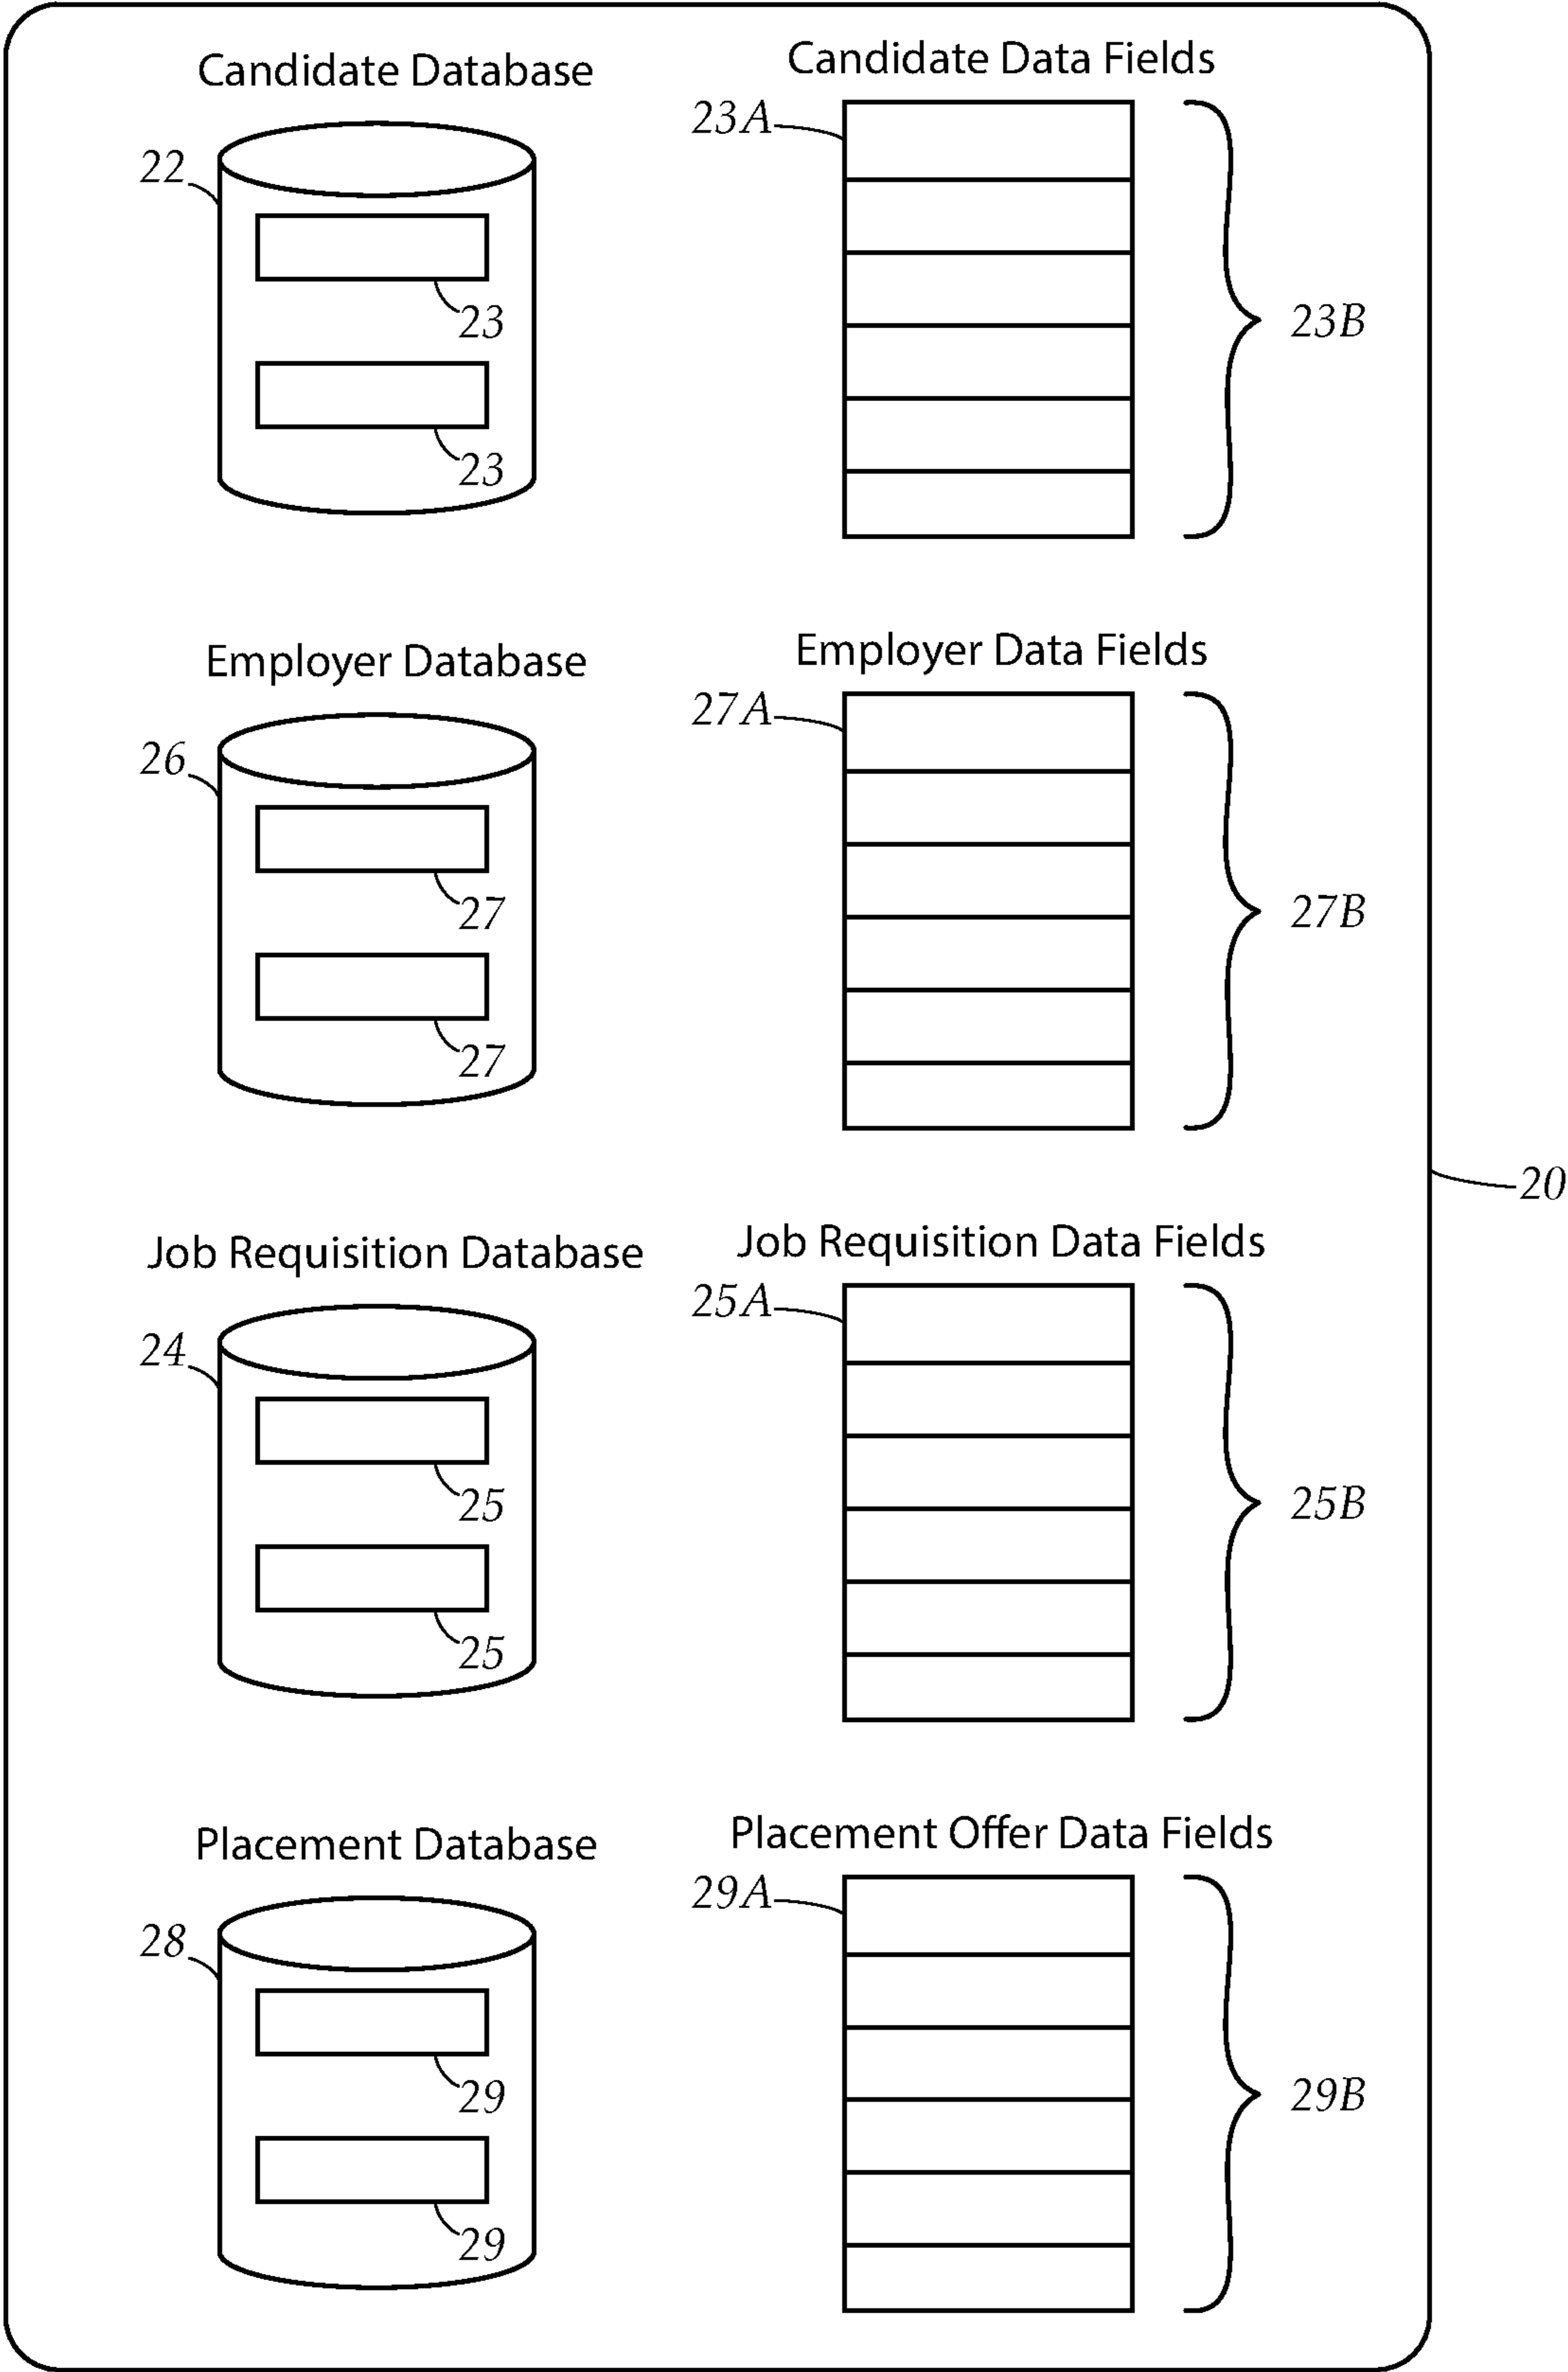 Candidate Database
Candidate Data Fields
23A
22
23
23B
23
Employer Database
Employer Data Fields
27A
26
27
27B
27
20
Job Requisition Database
Job Requisition Data Fields
25A
24
25
25B
25
Placement Database
Placement Offer Data Fields
29A
28
29
29B
29